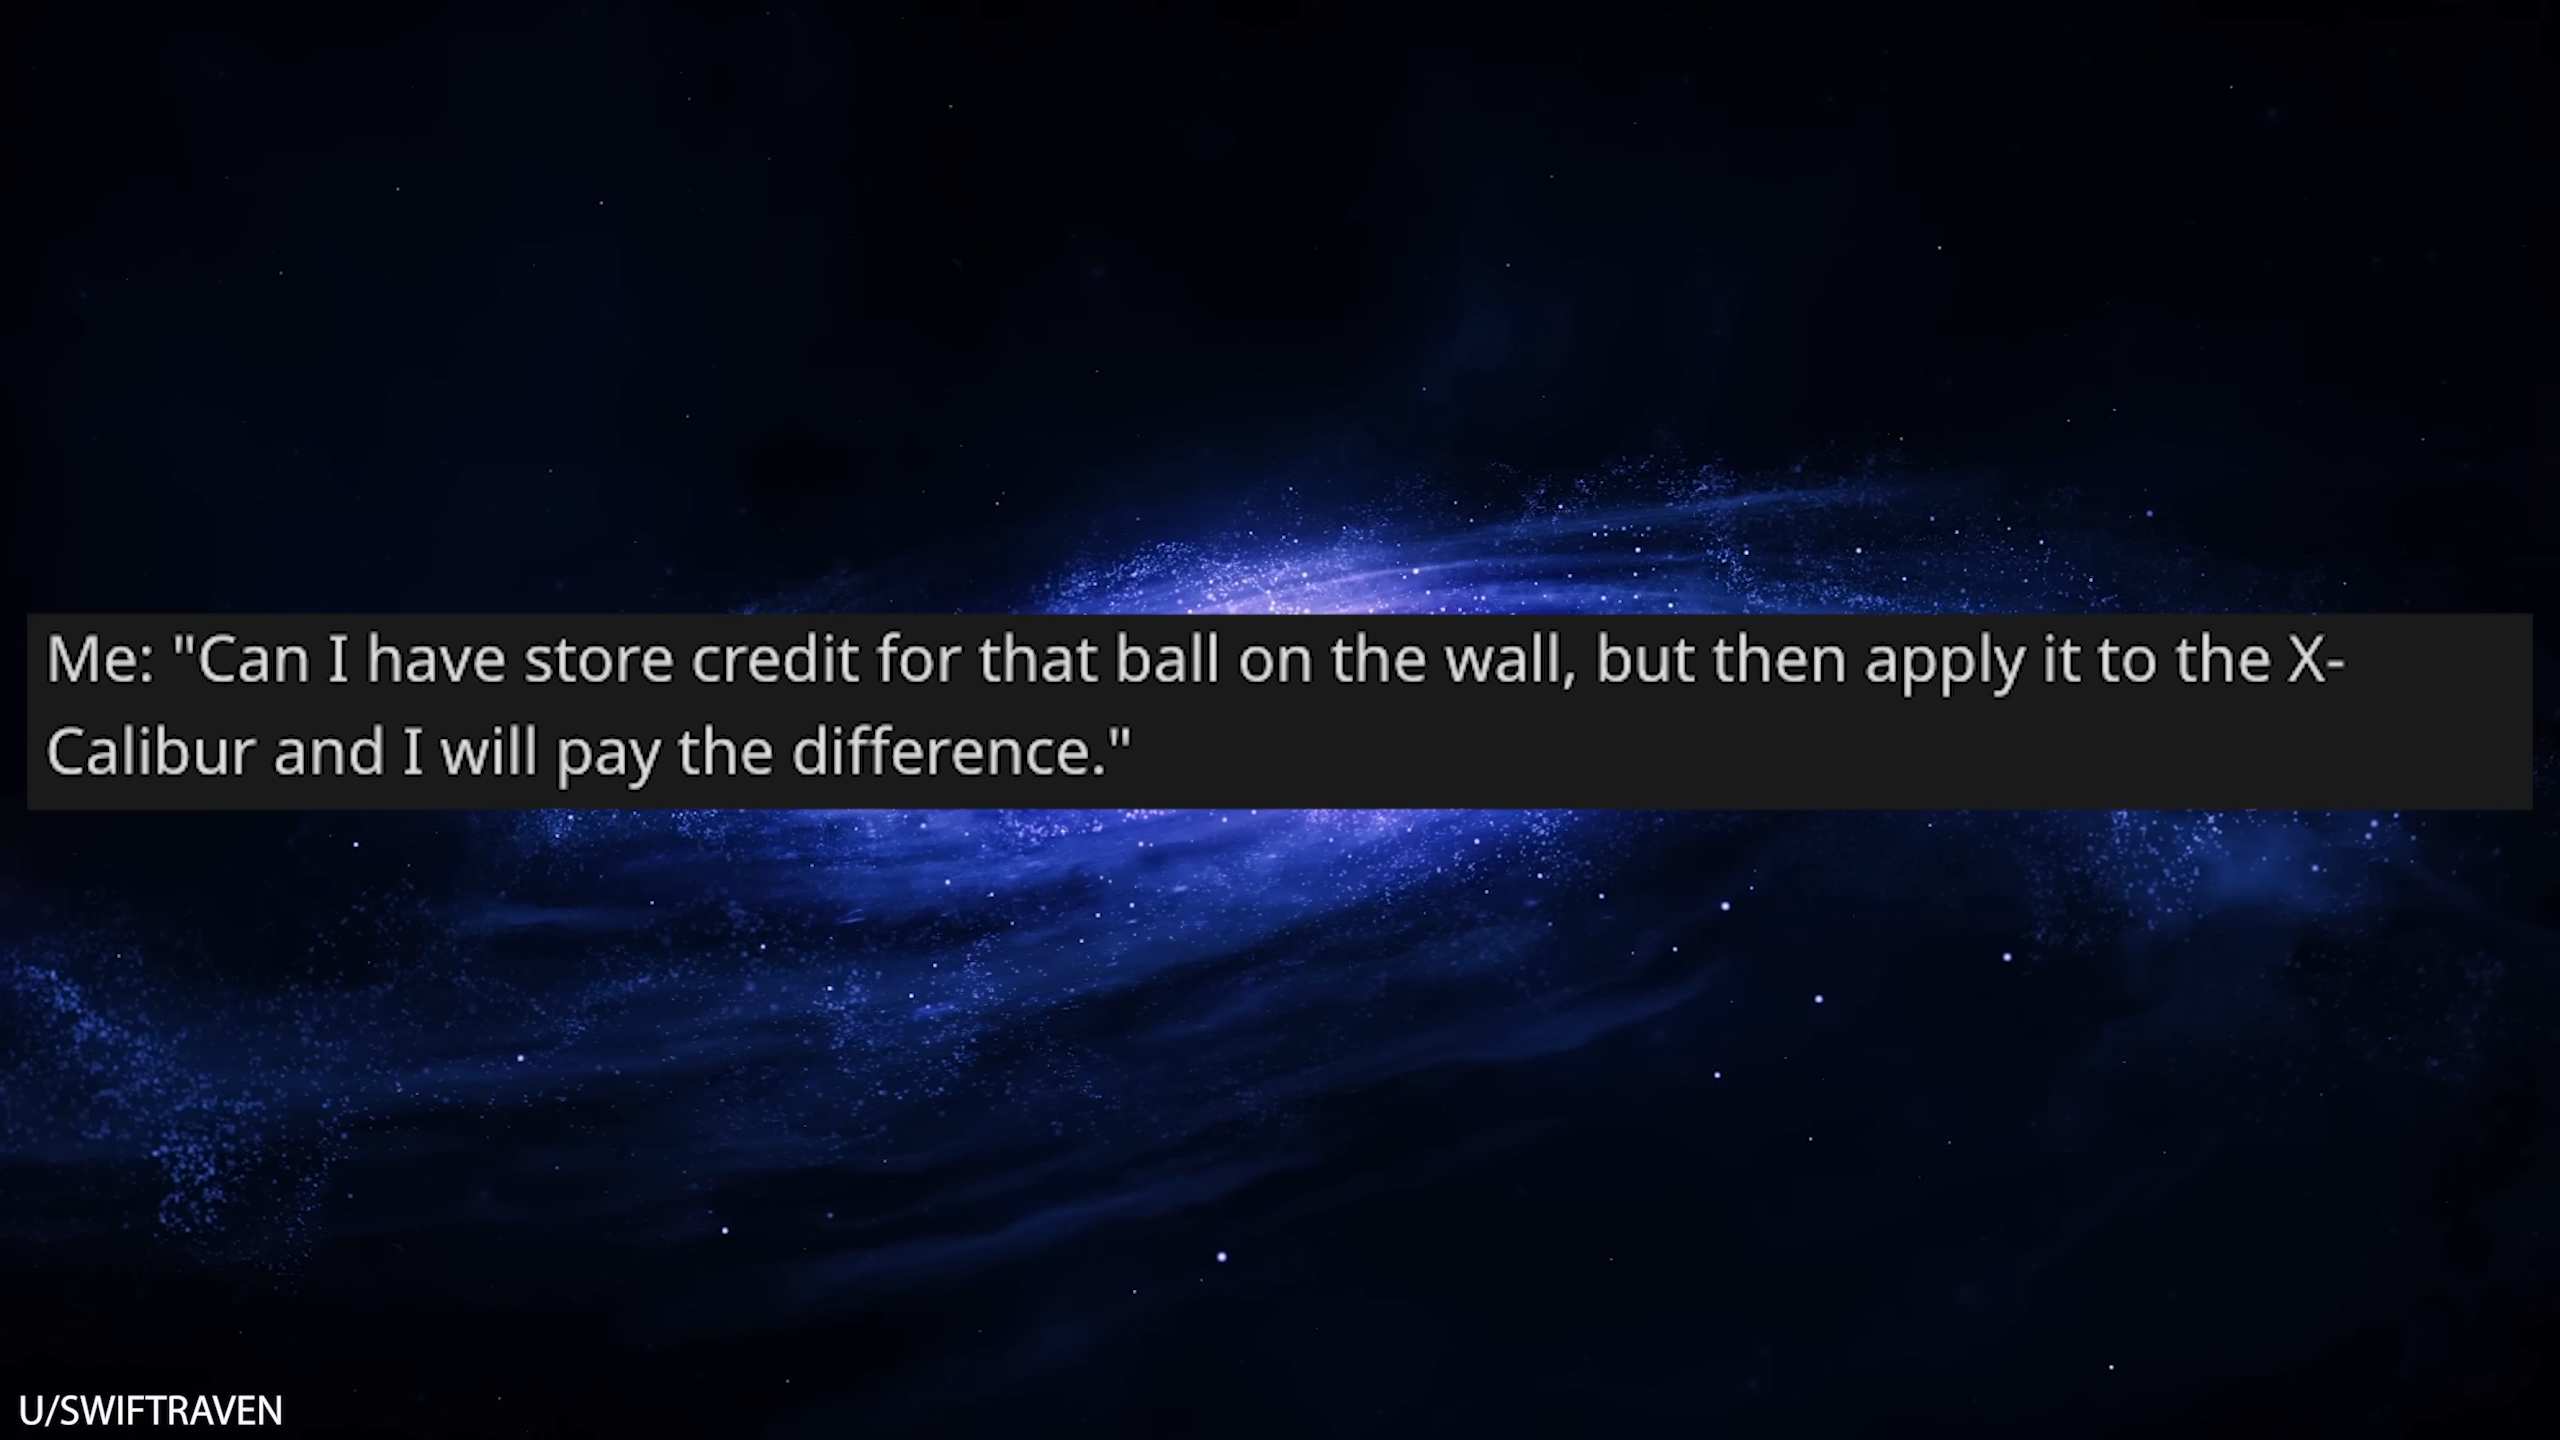 Me: "Can I have store credit for that ball on the wall, but then apply it to the X-
Calibur and I will pay the difference."
U/SWIFTRAVEN